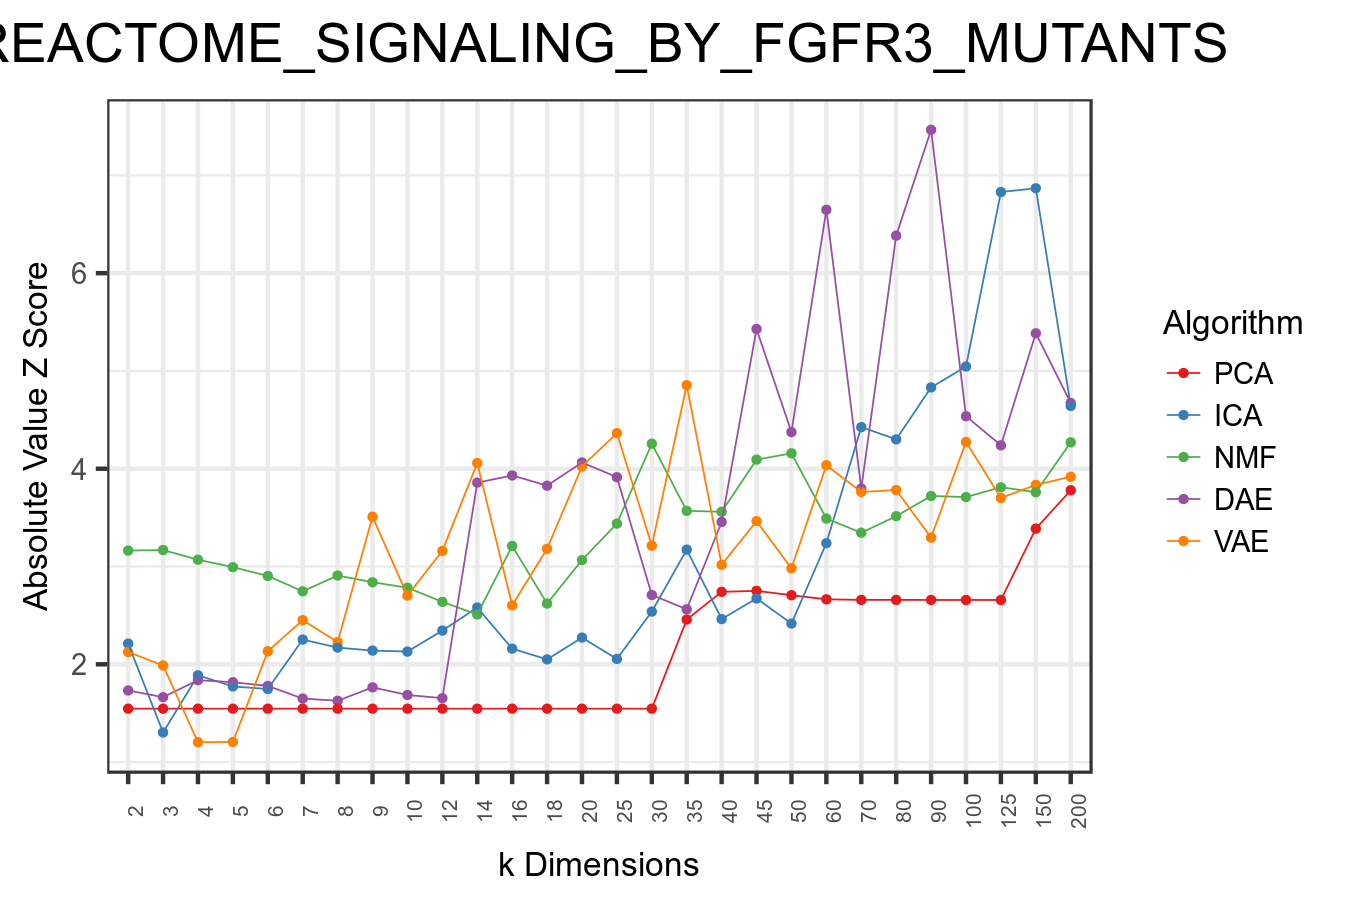 REACTOME_SIGNALING_BY_FGFR3_MUTANTS
Absolute Value Z Score
6
4
2
2 3 4 5 6 7 8 9 10 12 14 16 18 20 25 30 35 40 45 50 60 70 80 90 100 125 150 200
k Dimensions
Algorithm
PCA
ICA
NMF
DAE
VAE